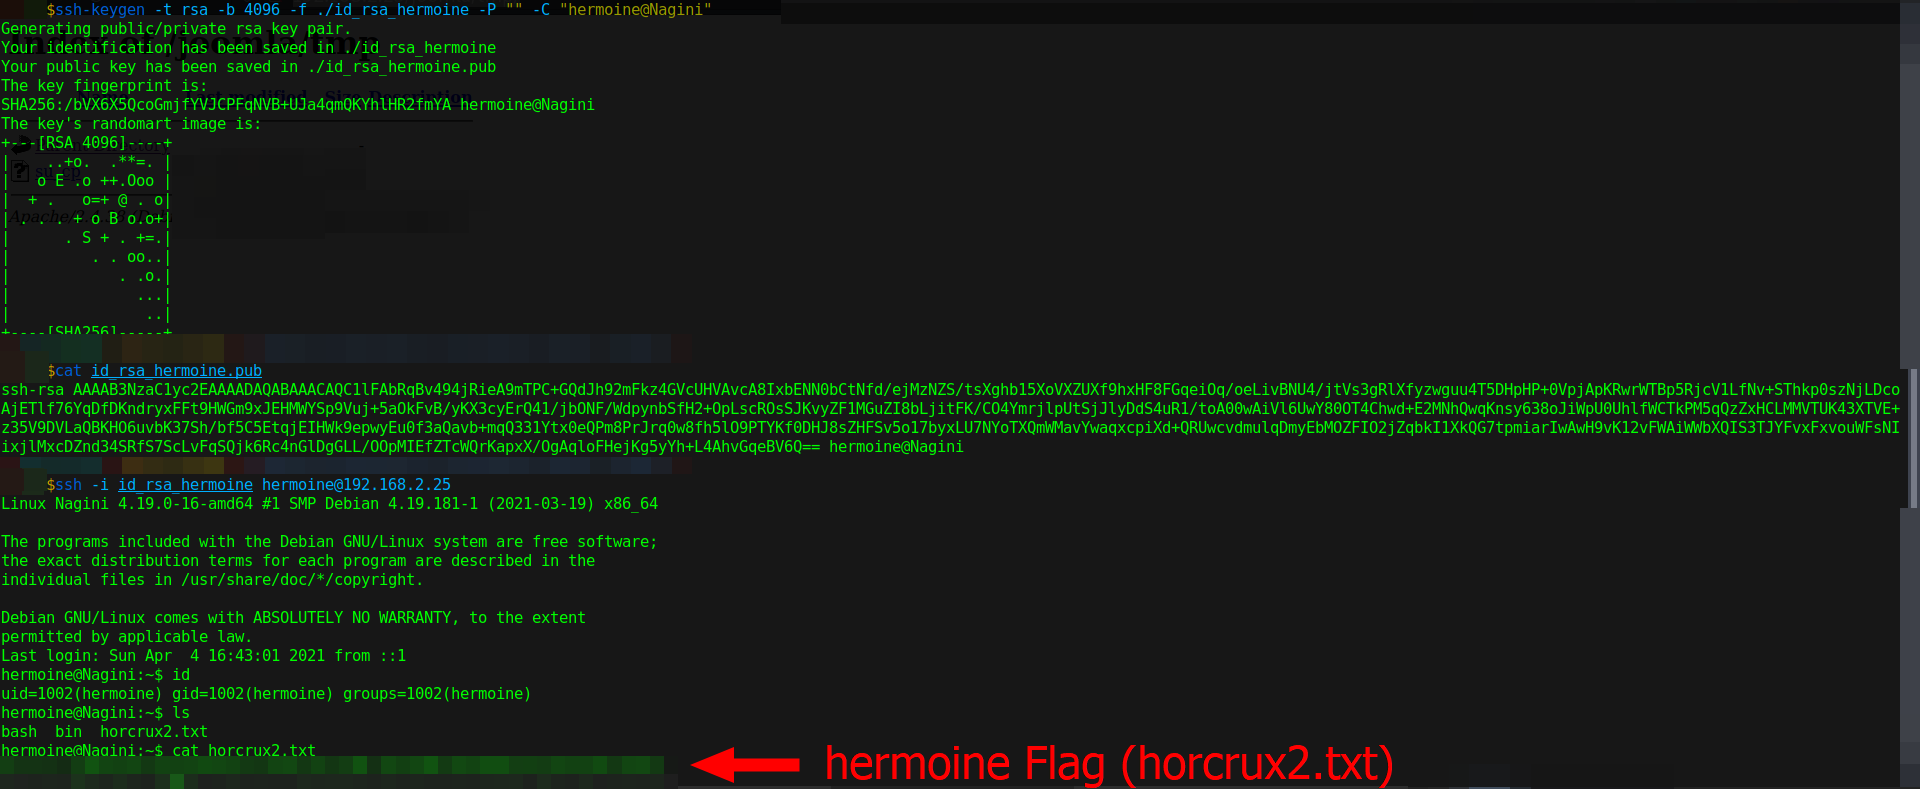 $ssh-keygen -t rsa -b 4096 -f ./id_rsa_hermoine -P "" -C "hermoine@Nagini"
Generating public/private rsa key pair.
Your identification has been saved in ./id_rsa_hermoine
Your public key has been saved in ./id_rsa_hermoine.pub
The key fingerprint is:
SHA256:/bVX6X5QcoGmjfYVJCPFqNVB+UJa4qmQKYhlHR2fmYA hermoine@Nagini
The key's randomart image is:
+---[RSA 4096]----+
|    ..+o.  .**=. |
|   o E .o ++.Ooo |
|  + .   o=+ @ . o|
| . . . + o B o.o+|
|      . S + . +=.|
|         . . oo..|
|            . .o.|
|              ...|
|               ..|
+----[SHA256]-----+
$cat id_rsa_hermoine.pub
ssh-rsa AAAAB3NzaC1yc2EAAAADAQABAAACAQC1lFAbRqBv494jRieA9mTPC+GQdJh92mFkz4GVcUHVAvcA8IxbENN0bCtNfd/ejMzNZS/tsXghb15XoVXZUXf9hxHF8FGqeiOq/oeLivBNU4/jtVs3gRlXfyzwguu4T5DHpHP+0VpjApKRwrWTBp5RjcV1LfNv+SThkp0szNjLDco
AjETlf76YqDfDKndryxFFt9HWGm9xJEHMWYSp9Vuj+5aOkFvB/yKX3cyErQ41/jbONF/WdpynbSfH2+OpLscROsSJKvyZF1MGuZI8bLjitFK/CO4YmrjlpUtSjJlyDdS4uR1/toA00wAiVl6UwY80OT4Chwd+E2MNhQwqKnsy638oJiWpU0UhlfWCTkPM5qQzZxHCLMMVTUK43XTVE+
z35V9DVLaQBKHO6uvbK37Sh/bf5C5EtqjEIHWk9epwyEu0f3aQavb+mqQ331Ytx0eQPm8PrJrq0w8fh5lO9PTYKf0DHJ8sZHFSv5o17byxLU7NYoTXQmWMavYwaqxcpiXd+QRUwcvdmulqDmyEbMOZFIO2jZqbkI1XkQG7tpmiarIwAwH9vK12vFWAiWWbXQIS3TJYFvxFxvouWFsNI
ixjlMxcDZnd34SRfS7ScLvFqSQjk6Rc4nGlDgGLL/OOpMIEfZTcWQrKapxX/OgAqloFHejKg5yYh+L4AhvGqeBV6Q== hermoine@Nagini
$ssh -i id_rsa_hermoine hermoine@192.168.2.25
Linux Nagini 4.19.0-16-amd64 #1 SMP Debian 4.19.181-1 (2021-03-19) x86_64
The programs included with the Debian GNU/Linux system are free software;
the exact distribution terms for each program are described in the
individual files in /usr/share/doc/*/copyright.
Debian GNU/Linux comes with ABSOLUTELY NO WARRANTY, to the extent
permitted by applicable law.
Last login: Sun Apr  4 16:43:01 2021 from ::1
hermoine@Nagini:~$ id
uid=1002(hermoine) gid=1002(hermoine) groups=1002(hermoine)
hermoine@Nagini:~$ ls
bash  bin  horcrux2.txt
hermoine@Nagini:~$ cat horcrux2.txt
hermoine Flag (horcrux2.txt)